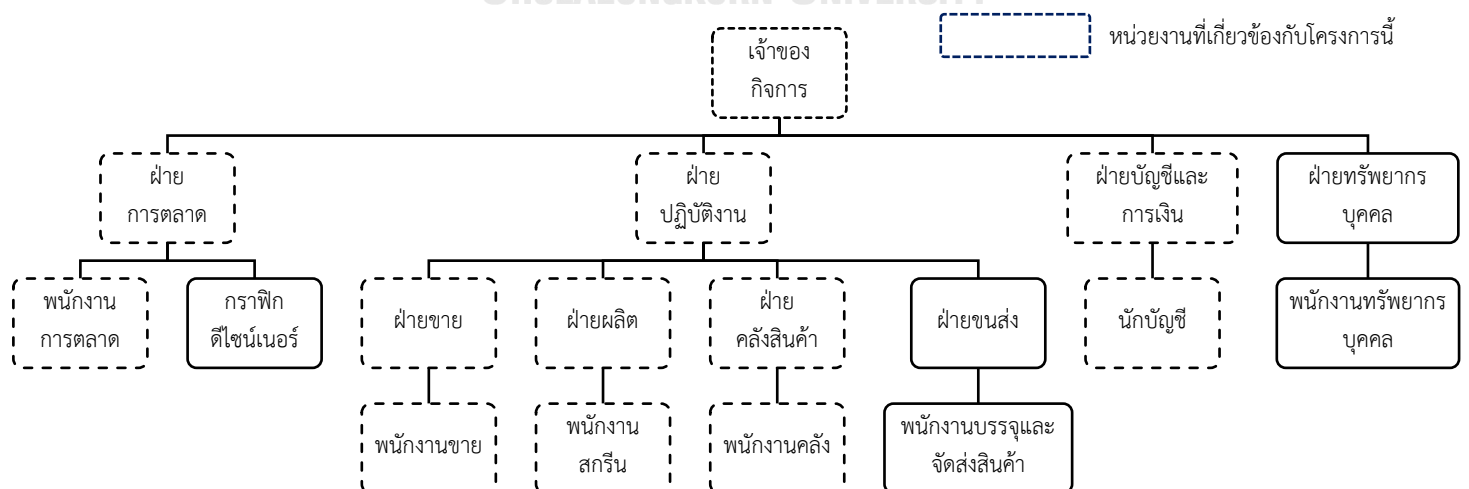 CHULALONGKORN UNIVERSITY
หน่วยงานที่เกี่ยวข้องกับโครงการนี้
เจ้าของ
กิจการ
ฝ่าย
การตลาด
ฝ่าย
ปฏิบัติงาน
ฝ่ายบัญชีและ
การเงิน
ฝ่ายทรัพยากร
บุคคล
พนักงาน
การตลาด
กราฟิก
ดีไซน์เนอร์
ฝ่ายขาย
ฝ่ายผลิต
ฝ่าย
คลังสินค้า
ฝ่ายขนส่ง
นักบัญชี
พนักงานทรัพยากร
บุคคล
พนักงานขาย
พนักงาน
สกรีน
พนักงานคลัง
พนักงานบรรจุและ
จัดส่งสินค้า